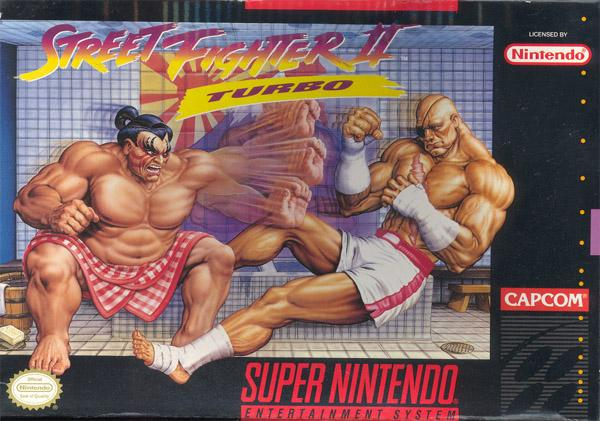 STREET FIGHTER II
TURBO
LICENSED BY
Nintendo
CAPCOM
Official
Nintendo
Seal of Quality
SUPER NINTENDO
ENTERTAINMENT SYSTEM